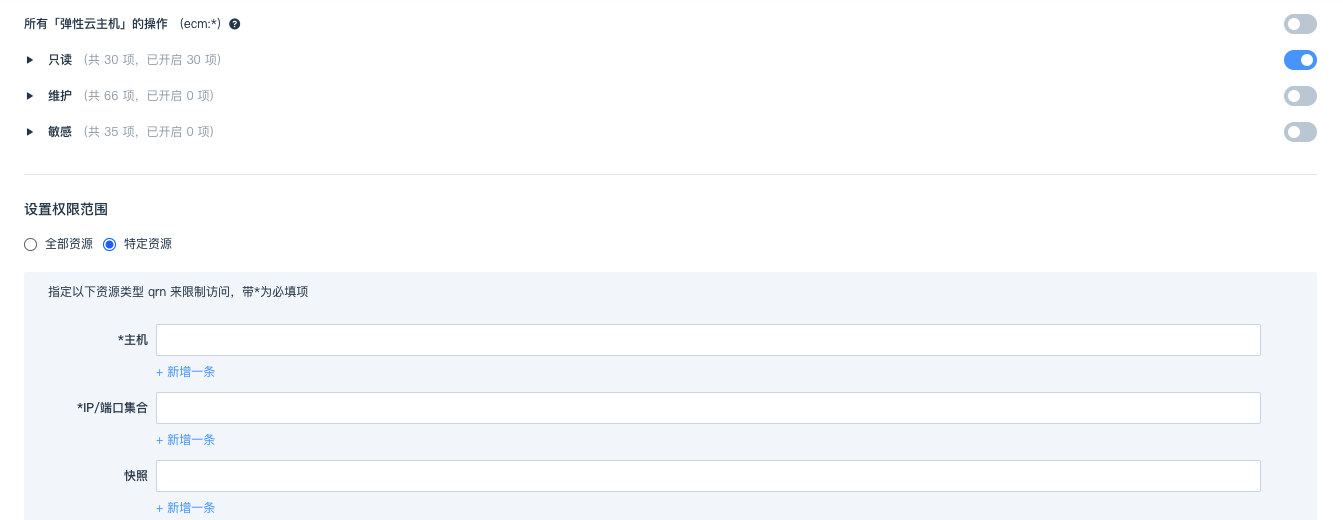 所有「弹性云主机」的操作 (ecm:*) ?
只读 (共 30 项，已开启 30 项)
维护 (共 66 项，已开启 0 项)
敏感 (共 35 项，已开启 0 项)
设置权限范围
全部资源 特定资源
指定以下资源类型 qrn 来限制访问，带*为必填项
*主机
+ 新增一条
*IP/端口集合
+ 新增一条
快照
+ 新增一条